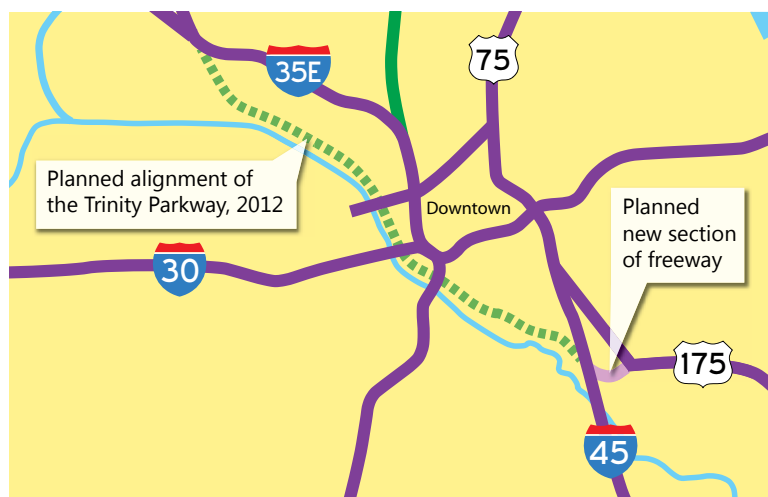 35E
75
Planned alignment of
the Trinity Parkway, 2012
Downtown
Planned
new section
of freeway
30
175
45